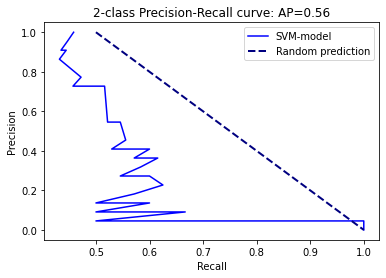 2-class Precision-Recall curve: AP=0.56
SVM-model
Random prediction
Precision
1.0
0.8
0.6
0.4
0.2
0.0
0.5 0.6 0.7 0.8 0.9 1.0
Recall